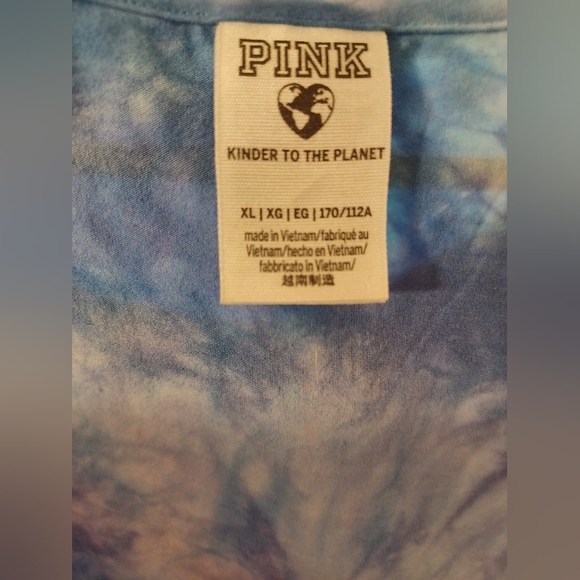 PINK
KINDER TO THE PLANET
XL | XG | EG | 170/112A
made in Vietnam/fabriqué au
Vietnam/hecho en Vietnam/
fabbricato in Vietnam/
越南制造